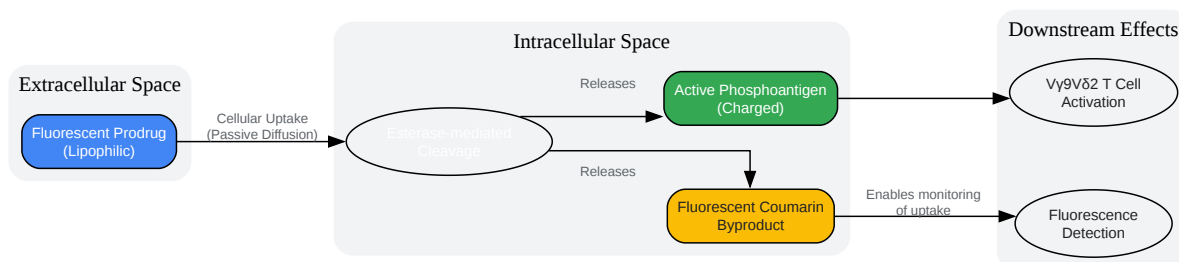 Extracellular Space
Fluorescent Prodrug
(Lipophilic)
Cellular Uptake
(Passive Diffusion)
Intracellular Space
Esterase-mediated
Cleavage
Releases
Releases
Active Phosphoantigen
(Charged)
Fluorescent Coumarin
Byproduct
Enables monitoring
of uptake
Downstream Effects
Vγ9Vδ2 T Cell
Activation
Fluorescence
Detection